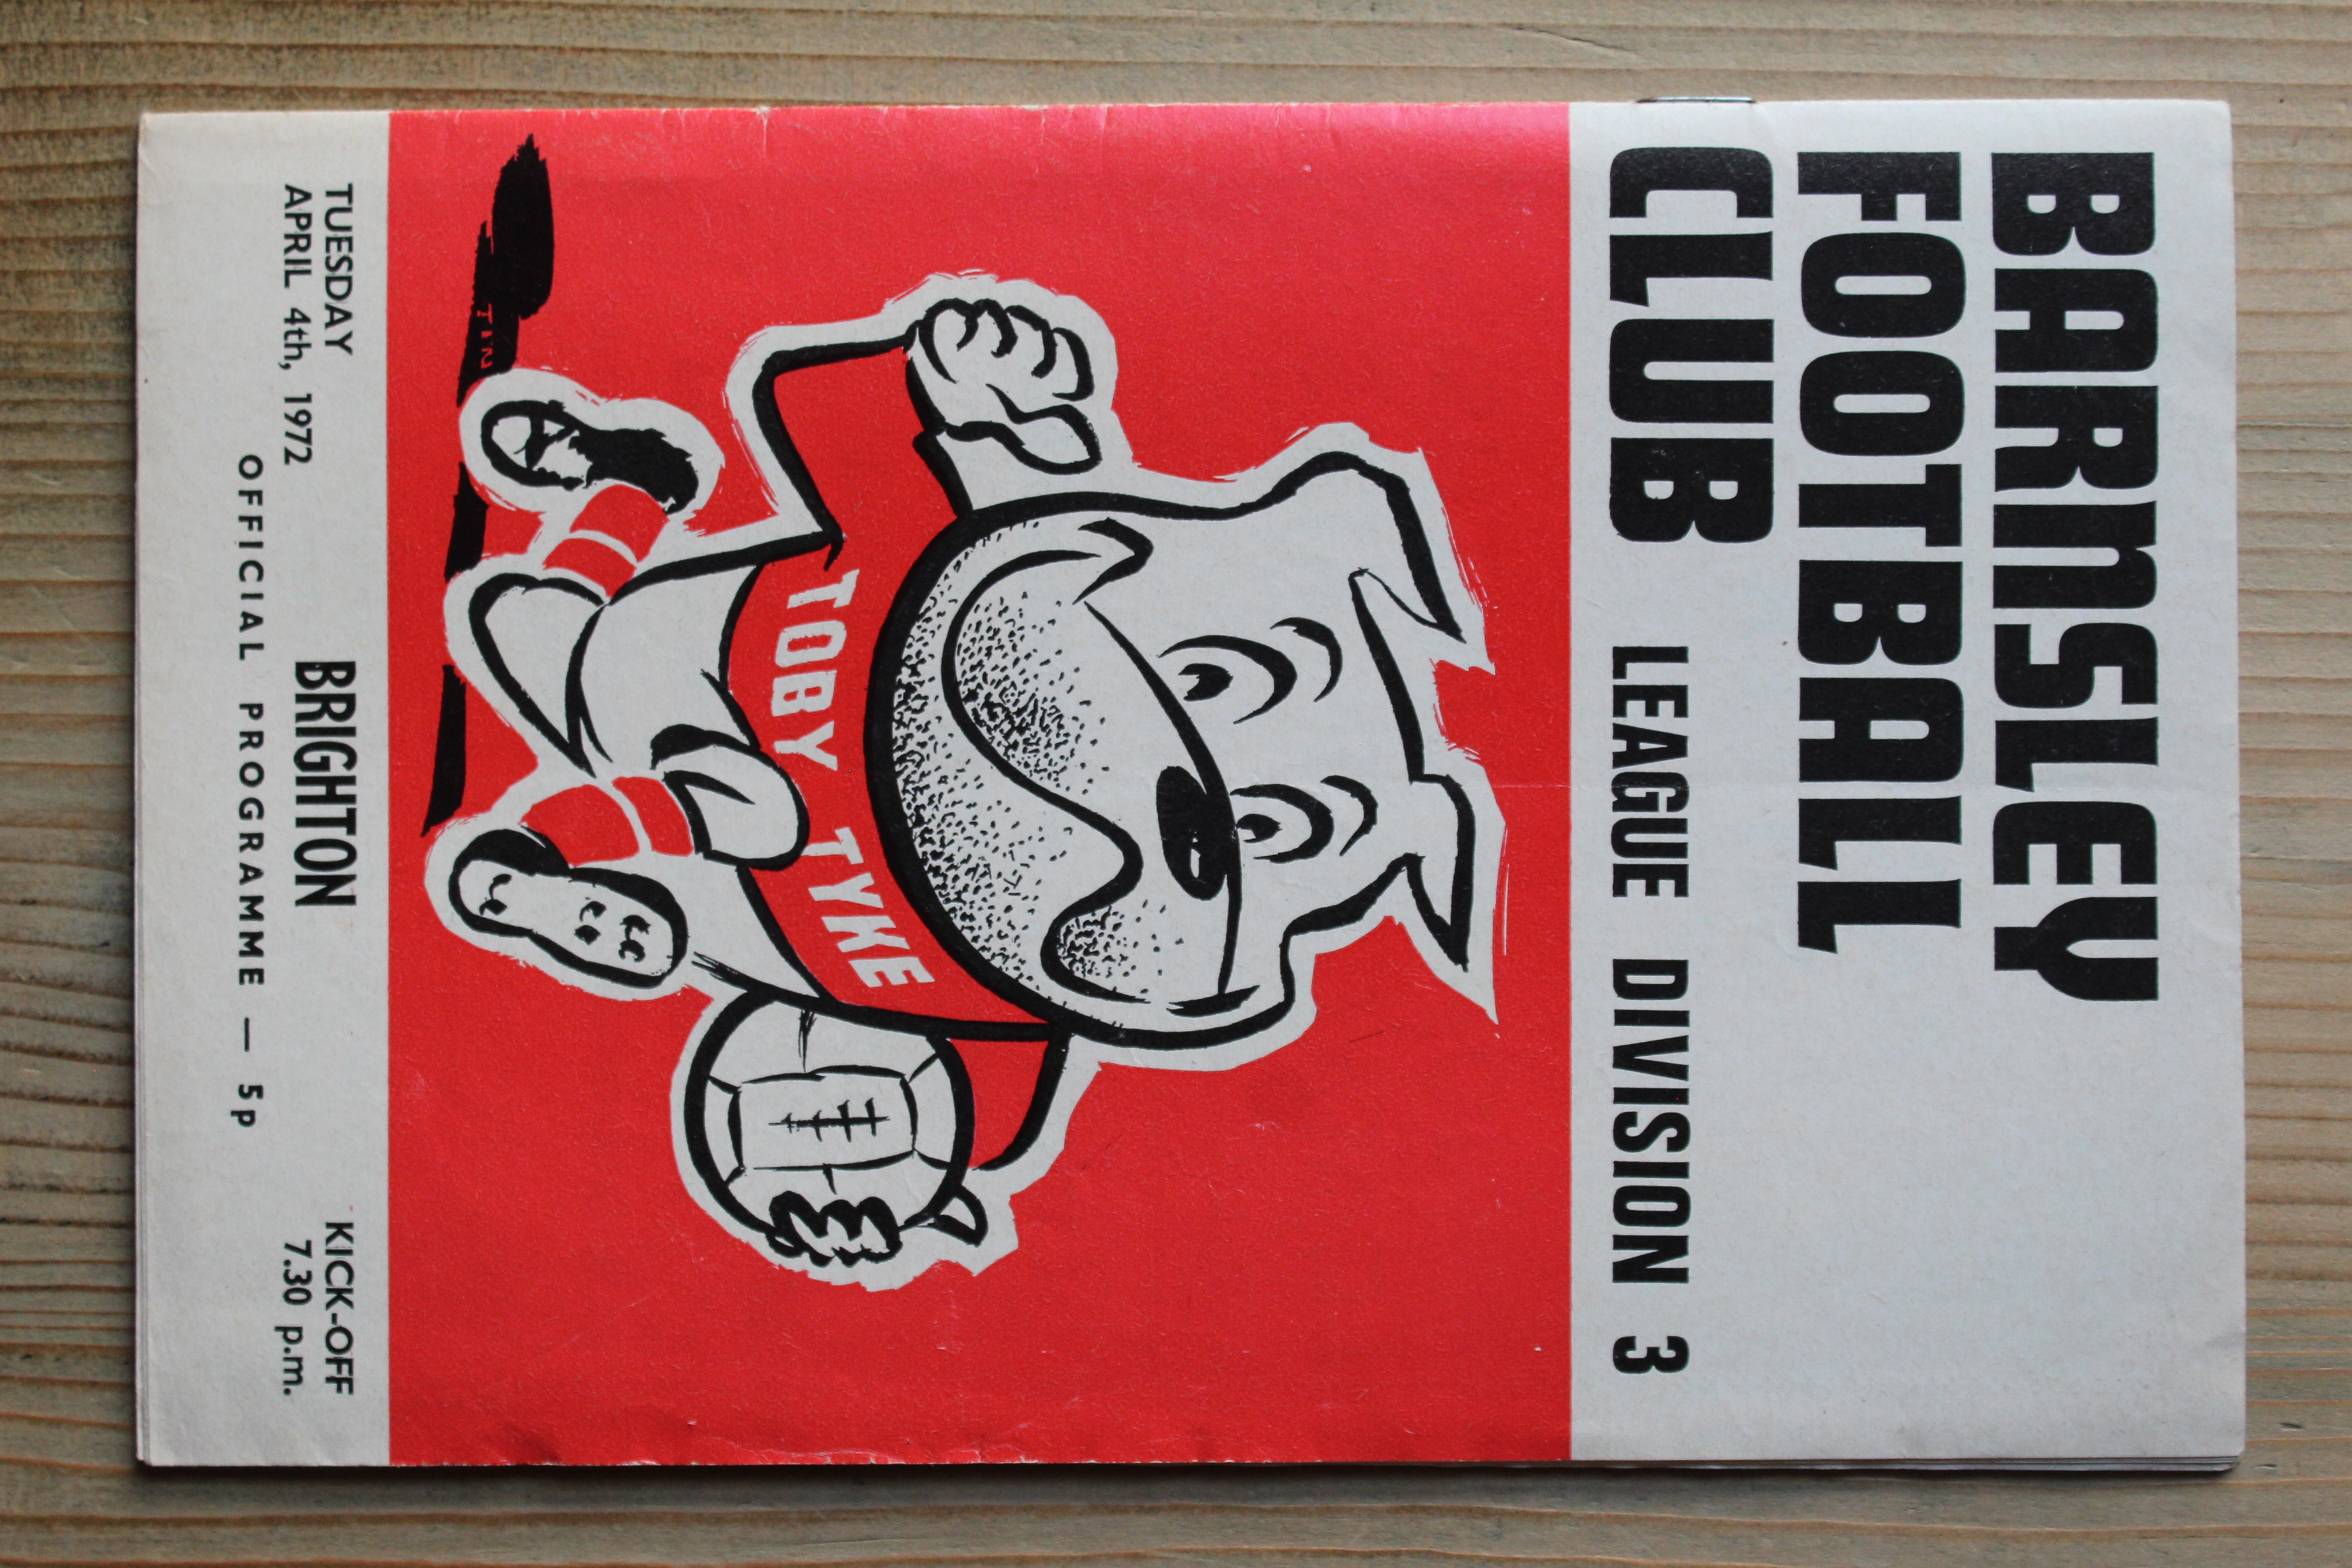 BARNSLEY
FOOTBALL
CLUB
LEAGUE DIVISION 3
TOBY TYKE
TUESDAY
APRIL 4th, 1972
BRIGHTON
KICK-OFF
7.30 p.m.
OFFICIAL PROGRAMME — 5p